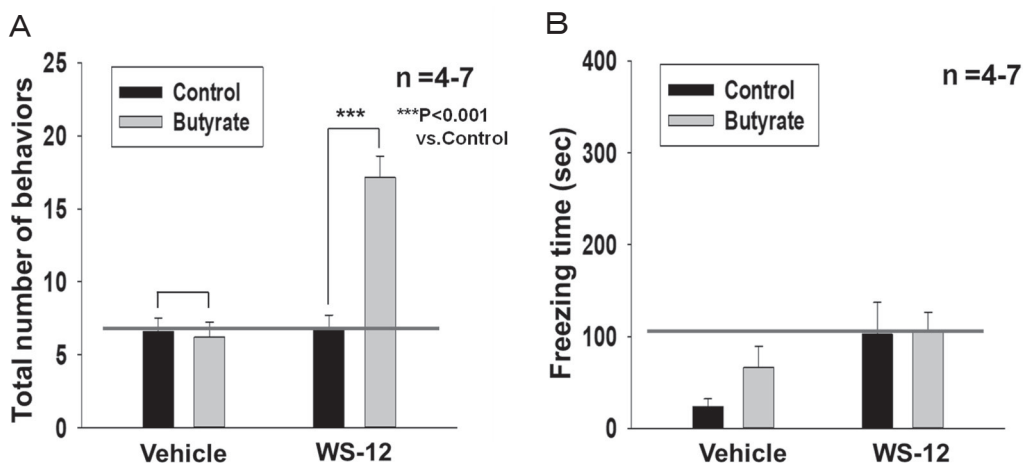 A
Total number of behaviors
25
20
15
10
5
0
Control
Butyrate
n =4-7
***
***P<0.001
vs.Control
Vehicle
WS-12
B
Freezing time (sec)
400
300
200
100
0
Control
Butyrate
n =4-7
Vehicle
WS-12